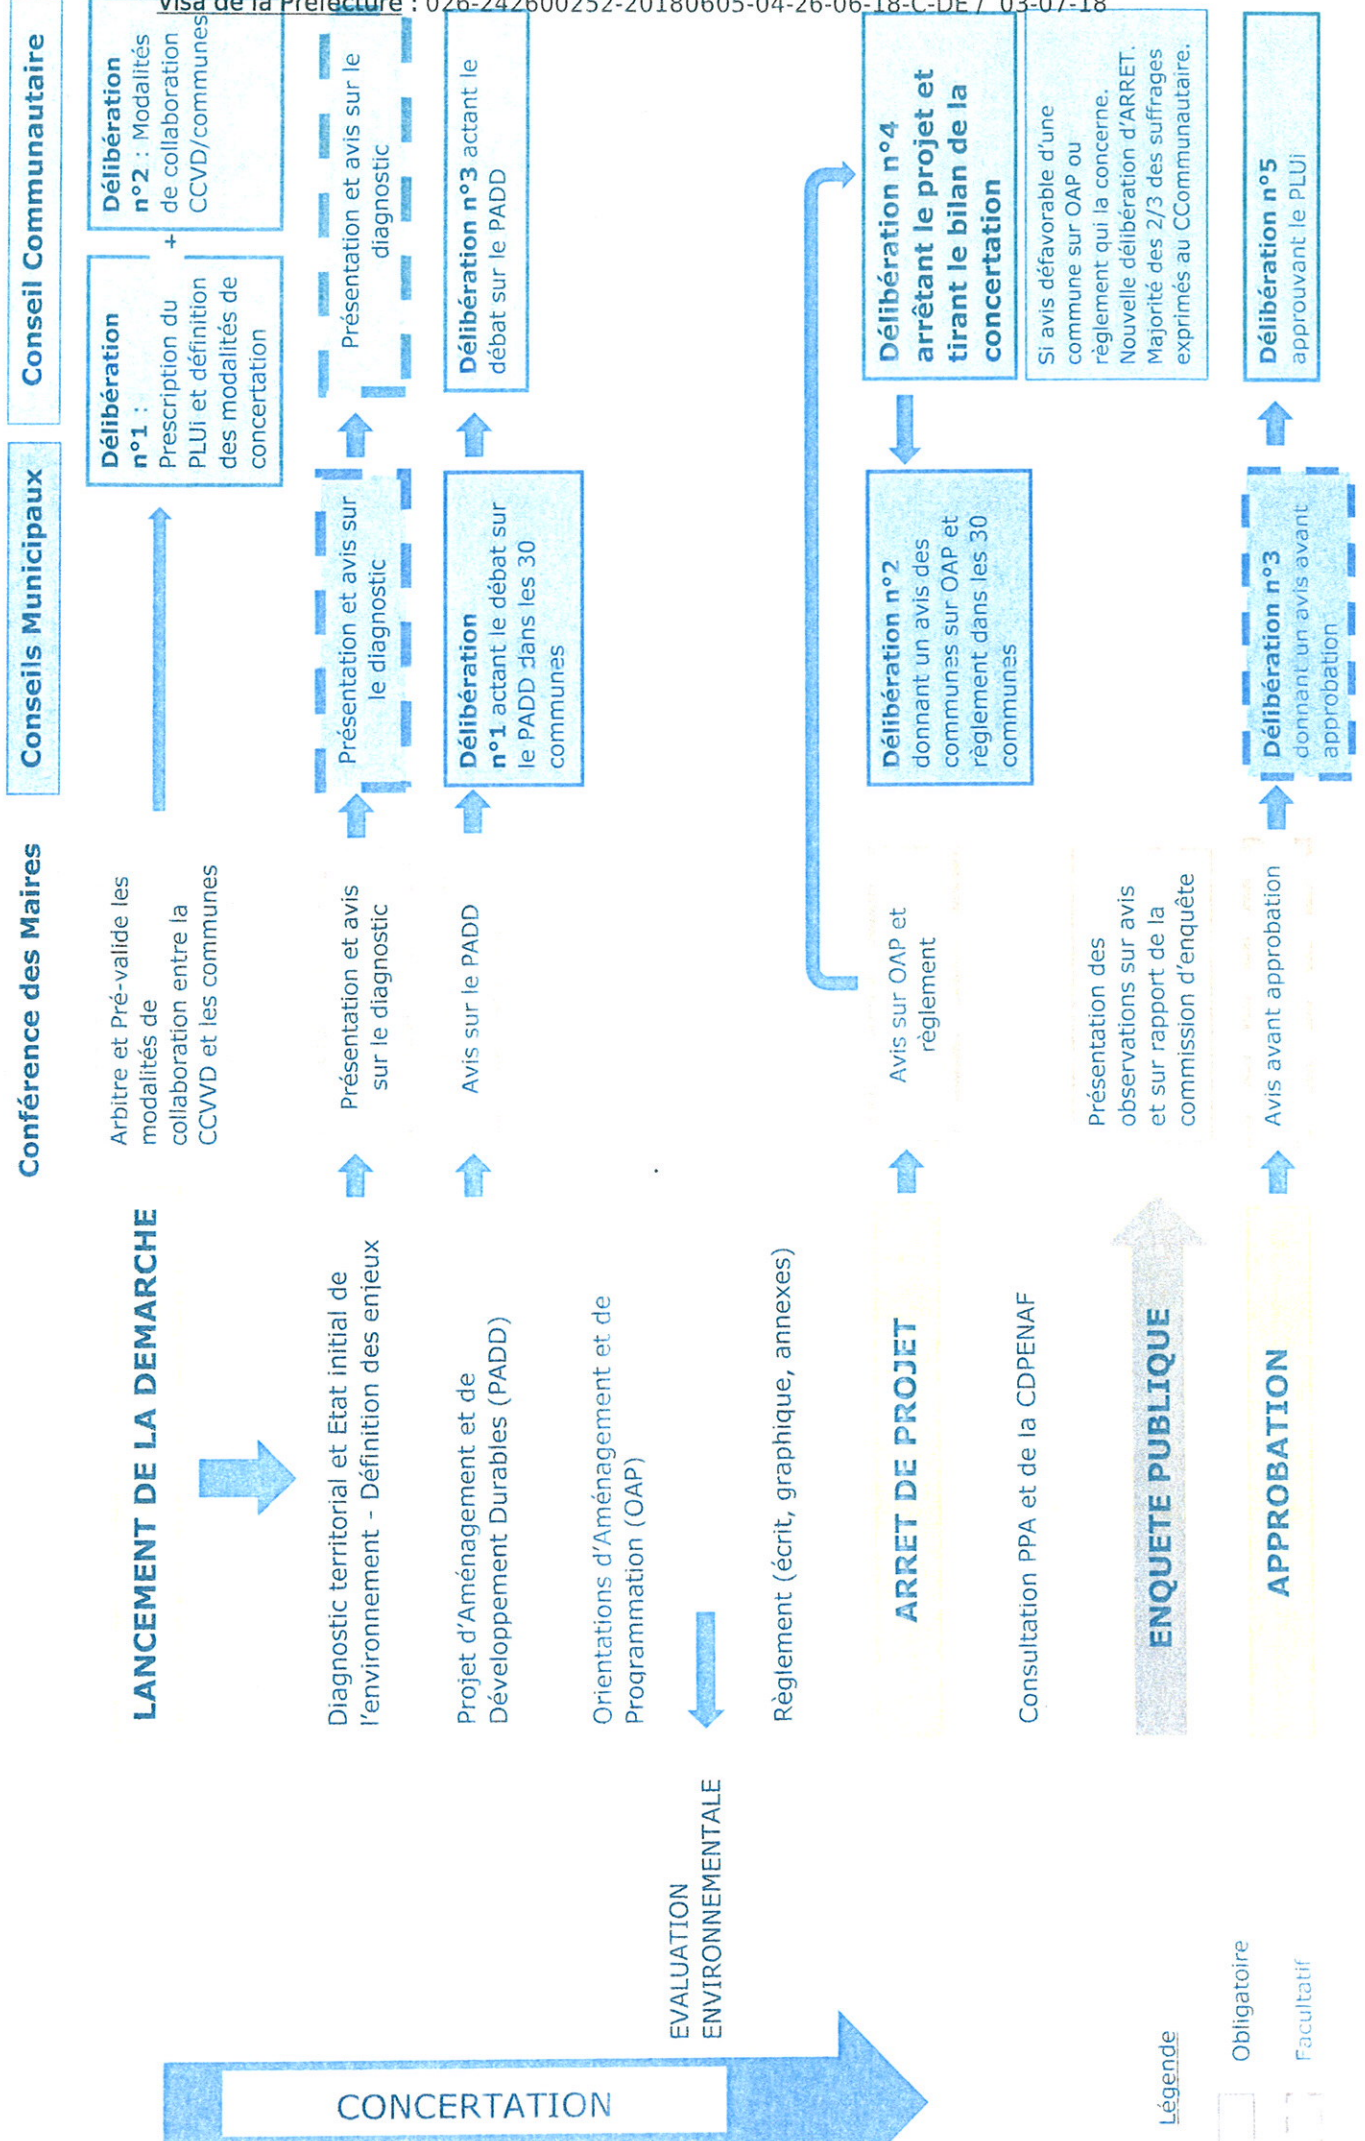 Visa de la Préfecture : 026-242600252-20180605-04-26-06-18-C-DE / 03-07-18
Conférence des Maires
Conseils Municipaux
Conseil Communautaire
LANCEMENT DE LA DEMARCHE
Arbitre et Pré-valide les
modalités de
collaboration entre la
CCVVD et les communes
Délibération
n°1 :
Prescription du
PLUi et définition
des modalités de
concertation
+
Délibération
n°2 : Modalités
de collaboration
CCVD/communes
Diagnostic territorial et Etat initial de
l'environnement - Définition des enjeux
Présentation et avis
sur le diagnostic
Présentation et avis sur
le diagnostic
Présentation et avis sur le
diagnostic
Projet d'Aménagement et de
Développement Durables (PADD)
Avis sur le PADD
Délibération
n°1 actant le débat sur
le PADD dans les 30
communes
Délibération n°3 actant le
débat sur le PADD
Orientations d'Aménagement et de
Programmation (OAP)
EVALUATION
ENVIRONNEMENTALE
Règlement (écrit, graphique, annexes)
ARRET DE PROJET
Avis sur OAP et
règlement
Délibération n°2
donnant un avis des
communes sur OAP et
règlement dans les 30
communes
Délibération n°4
arrêtant le projet et
tirant le bilan de la
concertation
Si avis défavorable d'une
commune sur OAP ou
règlement qui la concerne.
Nouvelle délibération d'ARRET.
Majorité des 2/3 des suffrages
exprimés au CCommunautaire.
Consultation PPA et de la CDPENAF
ENQUETE PUBLIQUE
Présentation des
observations sur avis
et sur rapport de la
commission d'enquête
APPROBATION
Avis avant approbation
Délibération n°3
donnant un avis avant
approbation
Délibération n°5
approuvant le PLUi
CONCERTATION
Légende
Obligatoire
Facultatif